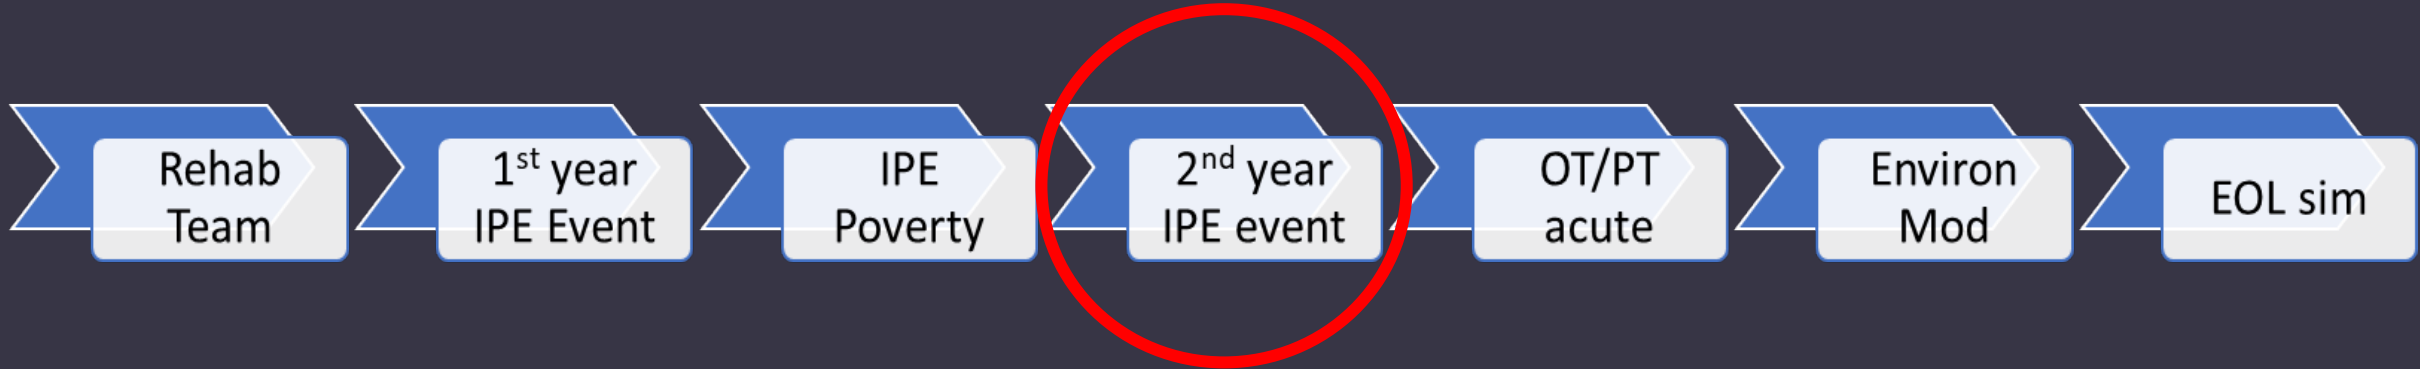 Rehab
Team
1st year
IPE Event
IPE
Poverty
2nd year
IPE event
OT/PT
acute
Environ
Mod
EOL sim